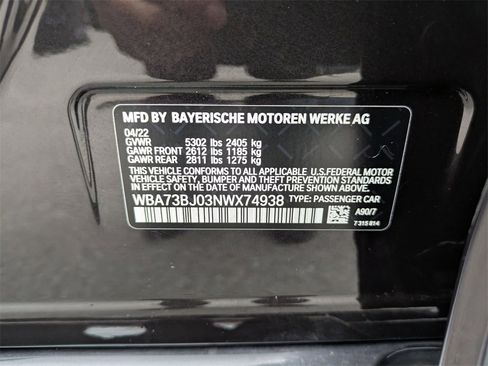 MFD BY BAYERISCHE MOTOREN WERKE AG
04/22
GVWR 5302 lbs 2405 kg
GAWR FRONT 2612 lbs 1185 kg
GAWR REAR 2811 lbs 1275 kg
THIS VEHICLE CONFORMS TO ALL APPLICABLE U.S.FEDERAL MOTOR
VEHICLE SAFETY, BUMPER AND THEFT PREVENTION STANDARDS
IN EFFECT ON THE DATE OF MANUFACTURE SHOWN ABOVE.
WBA73BJ03NWX74938 TYPE: PASSENGER CAR
A90/7
7315814